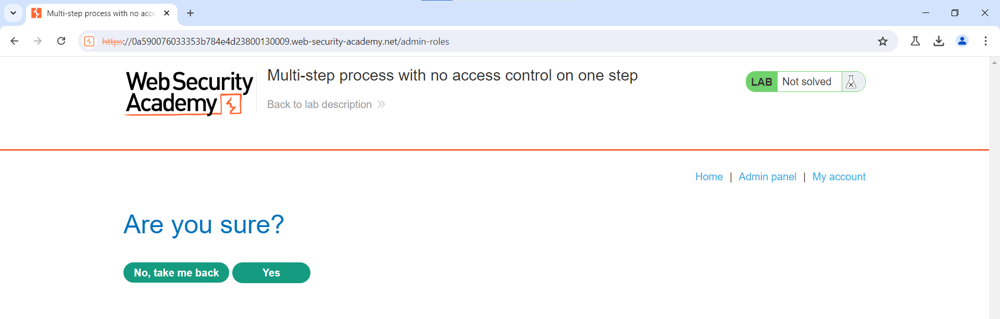 Multi-step process with no acce
https://0a590076033353b784e4d23800130009.web-security-academy.net/admin-roles
Web Security
Academy
Multi-step process with no access control on one step
Back to lab description
LAB Not solved
Home | Admin panel | My account
Are you sure?
No, take me back Yes